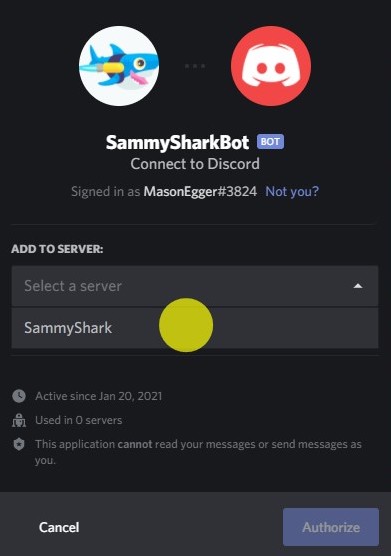 SammySharkBot BOT
Connect to Discord
Signed in as MasonEgger#3824 Not you?
ADD TO SERVER:
Select a server
SammyShark
Active since Jan 20, 2021
Used in 0 servers
This application cannot read your messages or send messages as
you.
Cancel Authorize